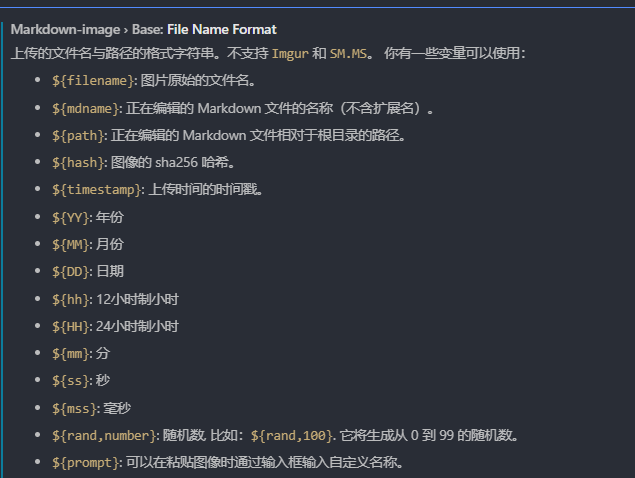 Markdown-image › Base: File Name Format
上传的文件名与路径的格式字符串。不支持 Imgur 和 SM.MS。 你有一些变量可以使用：
• ${filename}: 图片原始的文件名。
• ${mdname}: 正在编辑的 Markdown 文件的名称（不含扩展名）。
• ${path}: 正在编辑的 Markdown 文件相对于根目录的路径。
• ${hash}: 图像的 sha256 哈希。
• ${timestamp}: 上传时间的时间戳。
• ${YY}: 年份
• ${MM}: 月份
• ${DD}: 日期
• ${hh}: 12小时制小时
• ${HH}: 24小时制小时
• ${mm}: 分
• ${ss}: 秒
• ${mss}: 毫秒
• ${rand,number}: 随机数. 比如：${rand,100}. 它将生成从 0 到 99 的随机数。
• ${prompt}: 可以在粘贴图像时通过输入框输入自定义名称。